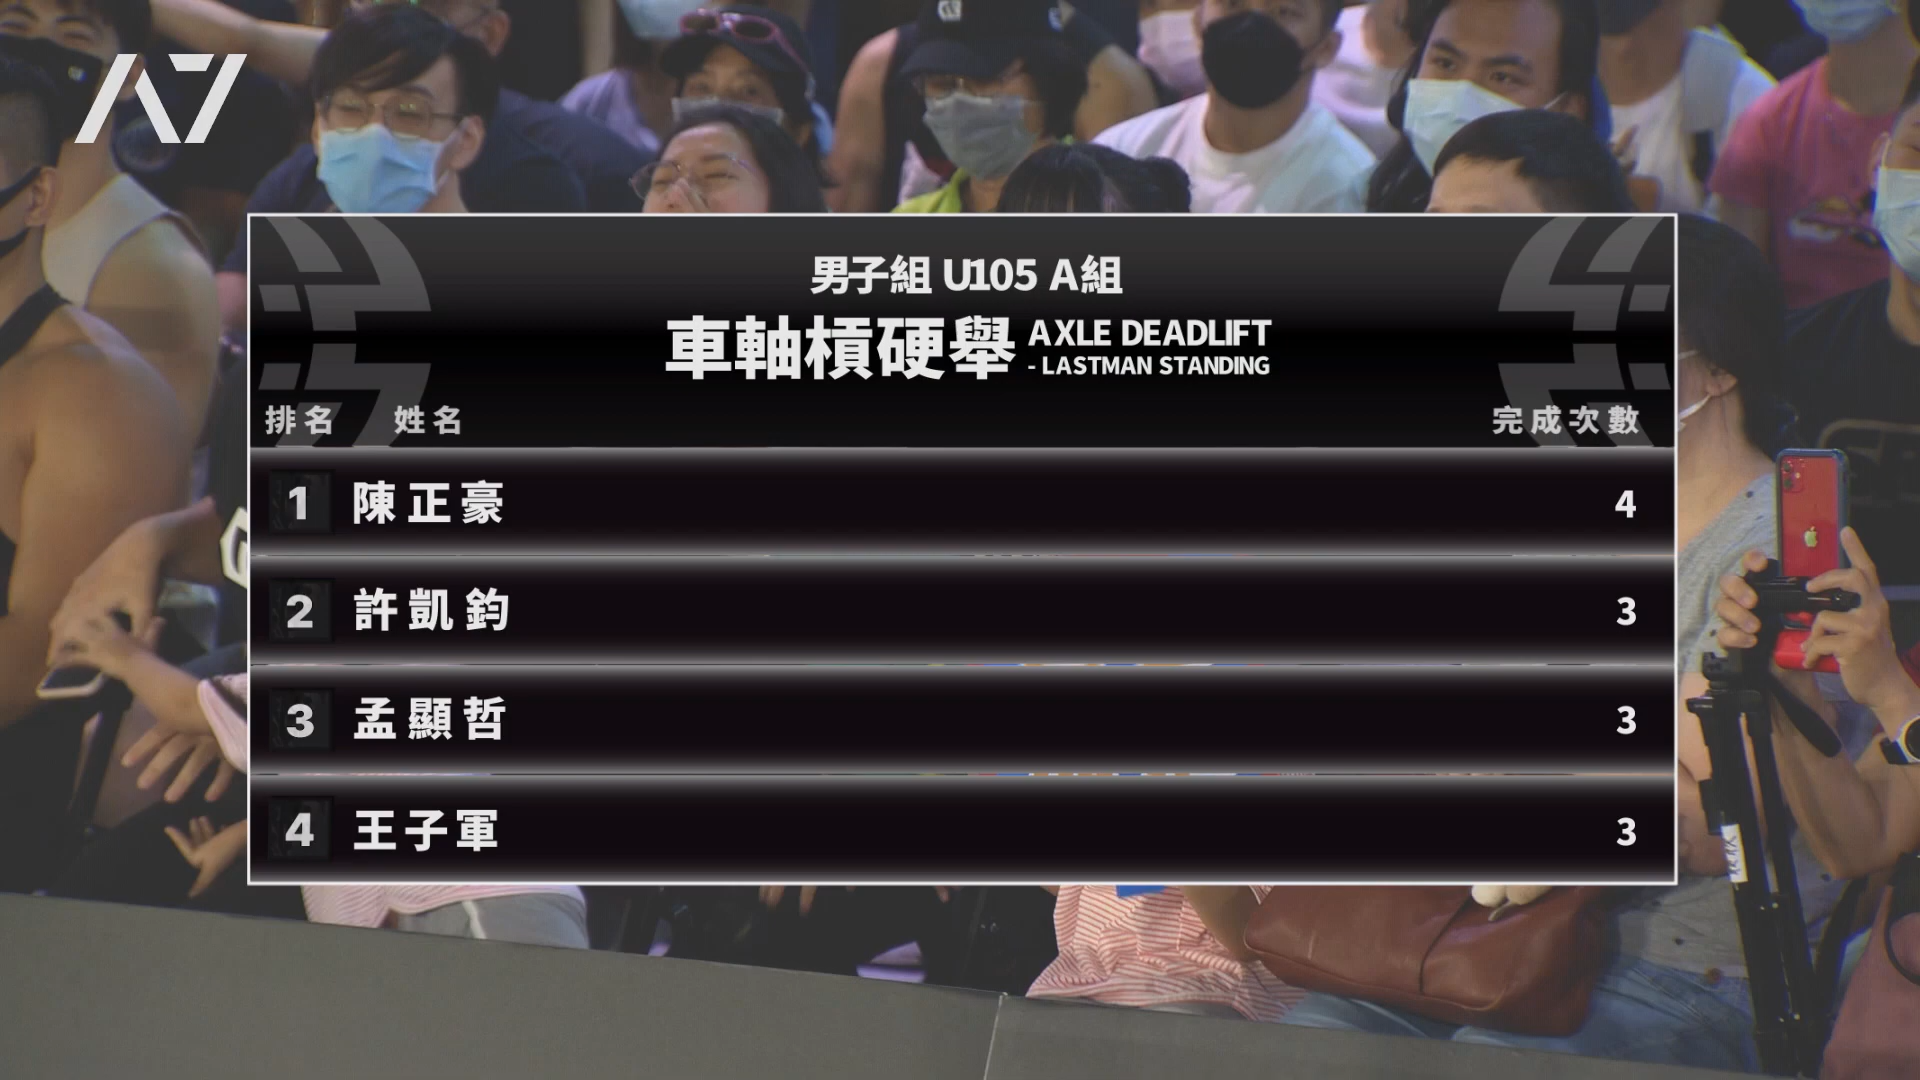 A7
男子組 U105 A組
車軸槓硬舉 AXLE DEADLIFT
- LASTMAN STANDING
排名 姓名 完成次數
1 陳正豪 4
2 許凱鈞 3
3 孟顯哲 3
4 王子軍 3